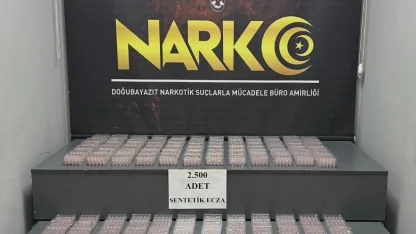 NARKO
DOĞUBAYAZIT NARKOTİK SUÇLARLA MÜCADELE BÜRO AMİRLİĞİ
2.500
ADET
SENTETİK ECZA